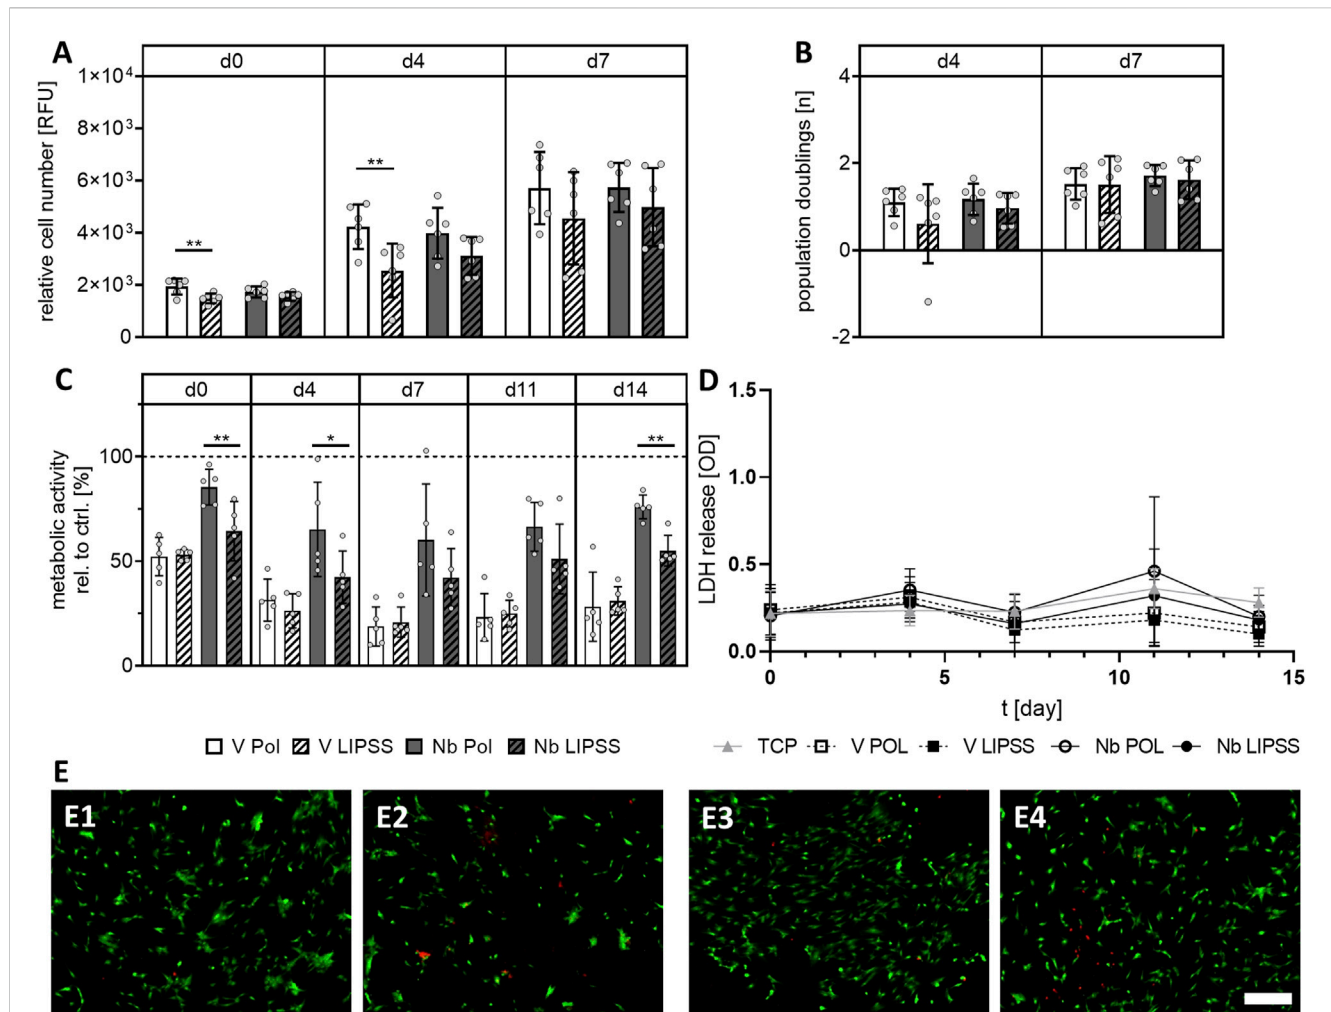 A
d0 d4 d7
relative cell number [RFU]
1×10⁴
8×10³
6×10³
4×10³
2×10³
0
**
**
B
d4 d7
population doublings [n]
4
2
0
-2
C
d0 d4 d7 d11 d14
metabolic activity
rel. to ctrl. [%]
100
50
0
**
*
**
D
LDH release [OD]
1.5
1.0
0.5
0.0
0 5 10 15
t [day]
V Pol V LIPSS Nb Pol Nb LIPSS
TCP V POL V LIPSS Nb POL Nb LIPSS
E
E1 E2 E3 E4